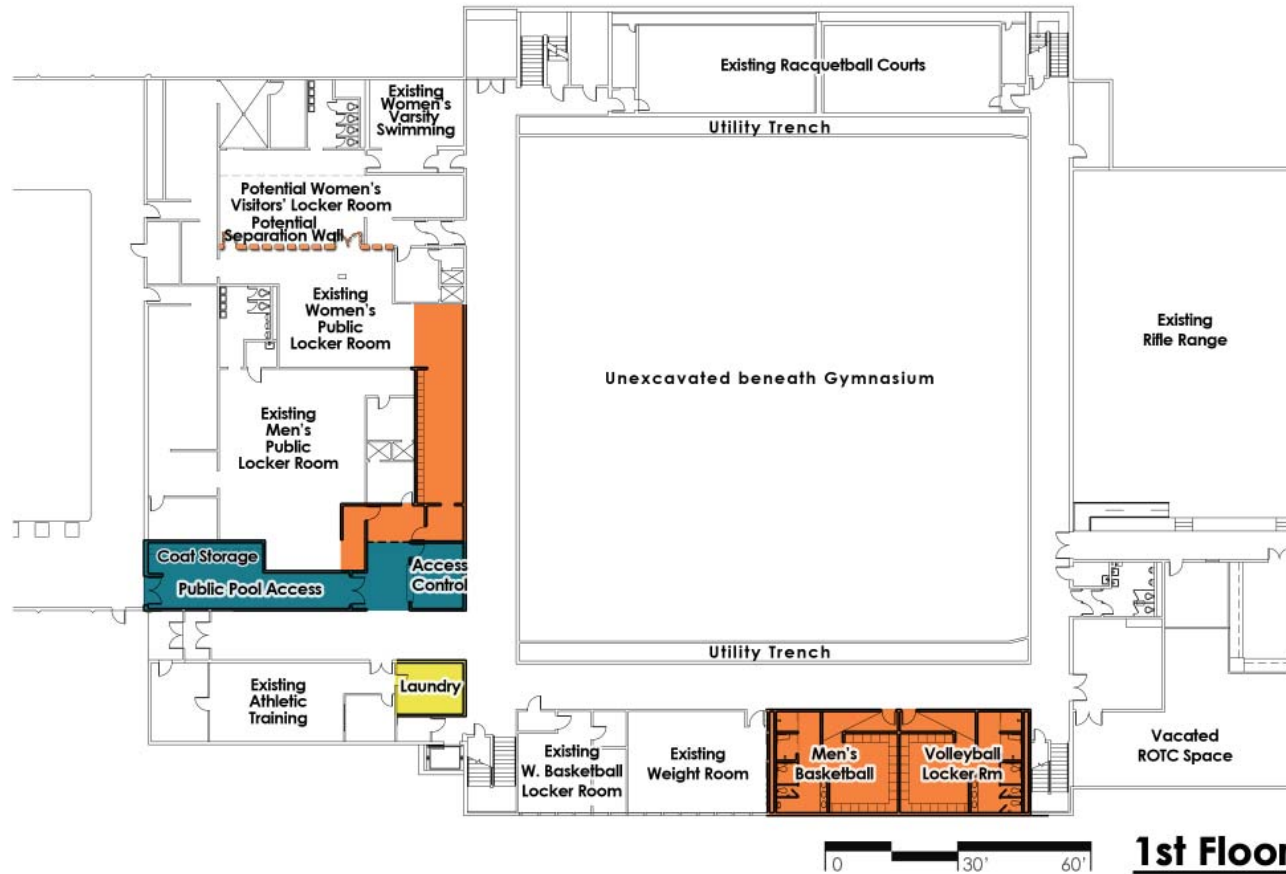 Existing Racquetball Courts
Existing
Women's
Varsity
Swimming
Utility Trench
Potential Women's
Visitors' Locker Room
Potential
Separation Wall
Existing
Women's
Public
Locker Room
Existing
Rifle Range
Unexcavated beneath Gymnasium
Existing
Men's
Public
Locker Room
Coat Storage
Public Pool Access
Access
Control
Utility Trench
Existing
Athletic
Training
Laundry
Existing
W. Basketball
Locker Room
Existing
Weight Room
Men's
Basketball
Volleyball
Locker Rm
Vacated
ROTC Space
0 30' 60'
1st Floor